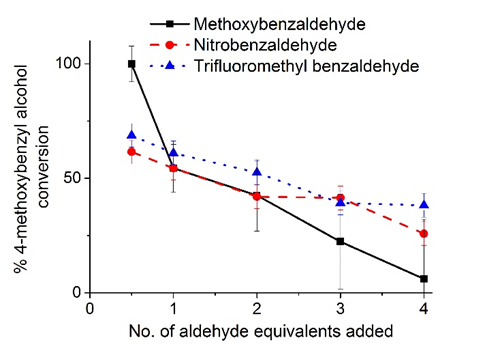 Methoxybenzaldehyde
Nitrobenzaldehyde
Trifluoromethyl benzaldehyde
% 4-methoxybenzyl alcohol
conversion
100
50
0
0 1 2 3 4
No. of aldehyde equivalents added